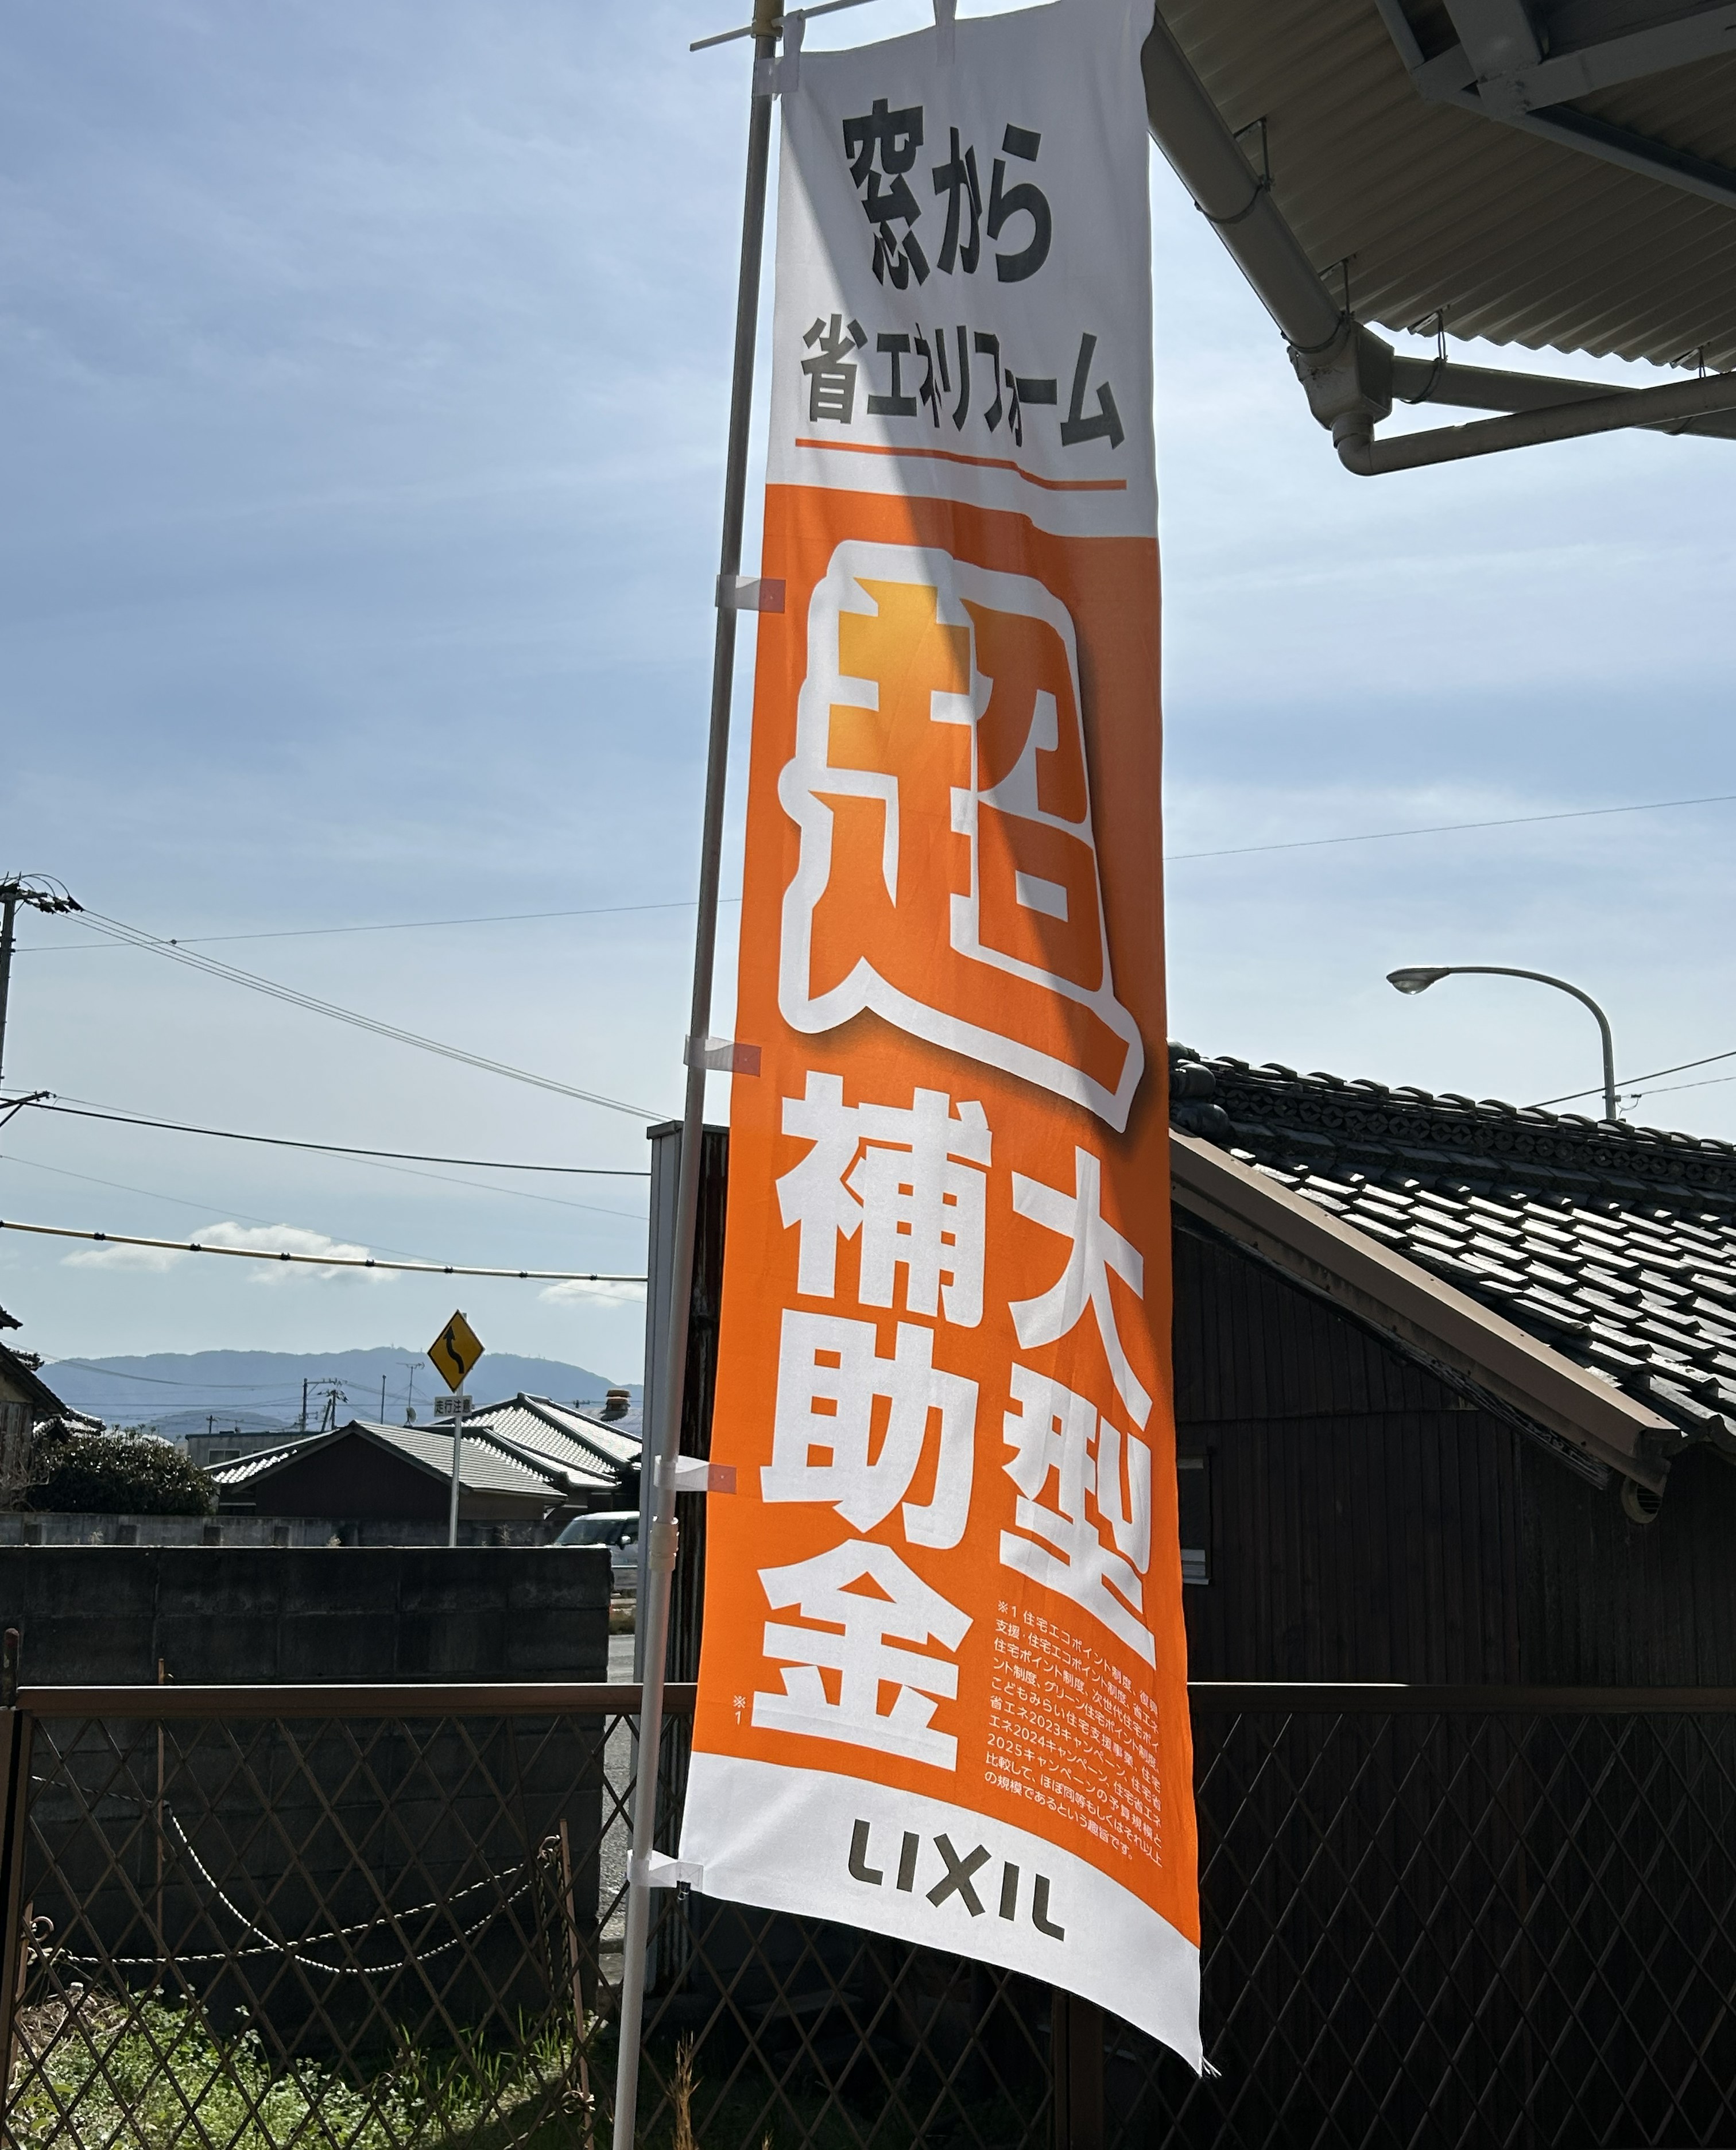 窓から
省エネリフォーム
超
大型
補助金
※1
※1 住宅エコポイント制度、復興
支援・住宅エコポイント制度、省エネ
住宅ポイント制度、次世代住宅ポイ
ント制度、グリーン住宅ポイント制度、
こどもみらい住宅支援事業、住宅
省エネ2023キャンペーン、住宅省
エネ2024キャンペーン、住宅省エネ
2025キャンペーンの予算規模と
比較して、ほぼ同等もしくはそれ以上
の規模であるという趣旨です。
LIXIL
走行注意